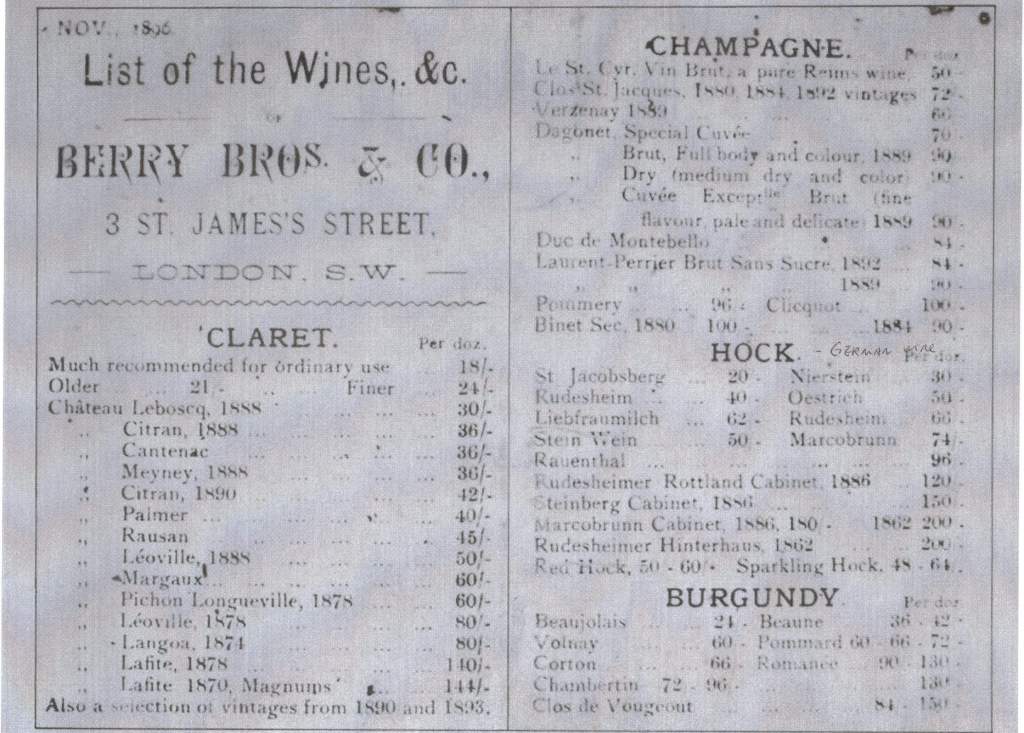 NOV., 1896
List of the Wines, &c.
OF
BERRY BROS. & CO.,
3 ST. JAMES'S STREET,
LONDON, S.W.
CLARET.
Per doz.
Much recommended for ordinary use ... 18/-
Older ... 21/- ... Finer ... 24/-
Château Leboscq, 1888 ... 30/-
,, Citran, 1888 ... 36/-
,, Cantenac ... 36/-
,, Meyney, 1888 ... 36/-
,, Citran, 1890 ... 42/-
,, Palmer ... 40/-
,, Rausan ... 45/-
,, Léoville, 1888 ... 50/-
,, Margaux ... 60/-
,, Pichon Longueville, 1878 ... 60/-
,, Léoville, 1878 ... 80/-
,, Langoa, 1874 ... 80/-
,, Lafite, 1878 ... 140/-
,, Lafite 1870, Magnums ... 144/-
Also a selection of vintages from 1890 and 1893.
CHAMPAGNE.
Per doz.
Le St. Cyr. Vin Brut, a pure Reims wine, 50/-
Clos St. Jacques, 1880, 1884, 1892 vintages 72/-
Verzenay 1889 ... 66/-
Dagonet, Special Cuvée ... 70/-
,, Brut, Full body and colour, 1889 90/-
,, Dry (medium dry and color) 90/-
,, Cuvée Exceptlle Brut (fine
flavour, pale and delicate) 1889 90/-
Duc de Montebello ... 84/-
Laurent-Perrier Brut Sans Sucre, 1892 ... 84/-
,, ,, ,, 1889 ... 90/-
Pommery ... 96/- Clicquot ... 100/-
Binet Sec, 1880 100/- ... 1884 90/-
HOCK. - GERMAN WINE
Per doz.
St Jacobsberg ... 20/- Nierstein ... 30/-
Rudesheim ... 40/- Oestrich ... 50/-
Liebfraumilch ... 62/- Rudesheim ... 66/-
Stein Wein ... 50/- Marcobrunn 74/-
Rauenthal ... 96/-
Rudesheimer Rottland Cabinet, 1886 ... 120/-
Steinberg Cabinet, 1886 ... 150/-
Marcobrunn Cabinet, 1886, 180/- 1862 200/-
Rudesheimer Hinterhaus, 1862 ... 200/-
Red Hock, 50/- 60/- Sparkling Hock, 48/- 64/-
BURGUNDY.
Per doz.
Beaujolais ... 24/- Beaune 36/- 42/-
Volnay ... 60/- Pommard 60/- 66/- 72/-
Corton ... 66/- Romanée ... 90/- 130/-
Chambertin 72/- 96/- ... 130/-
Clos de Vougeout ... 84/- 150/-